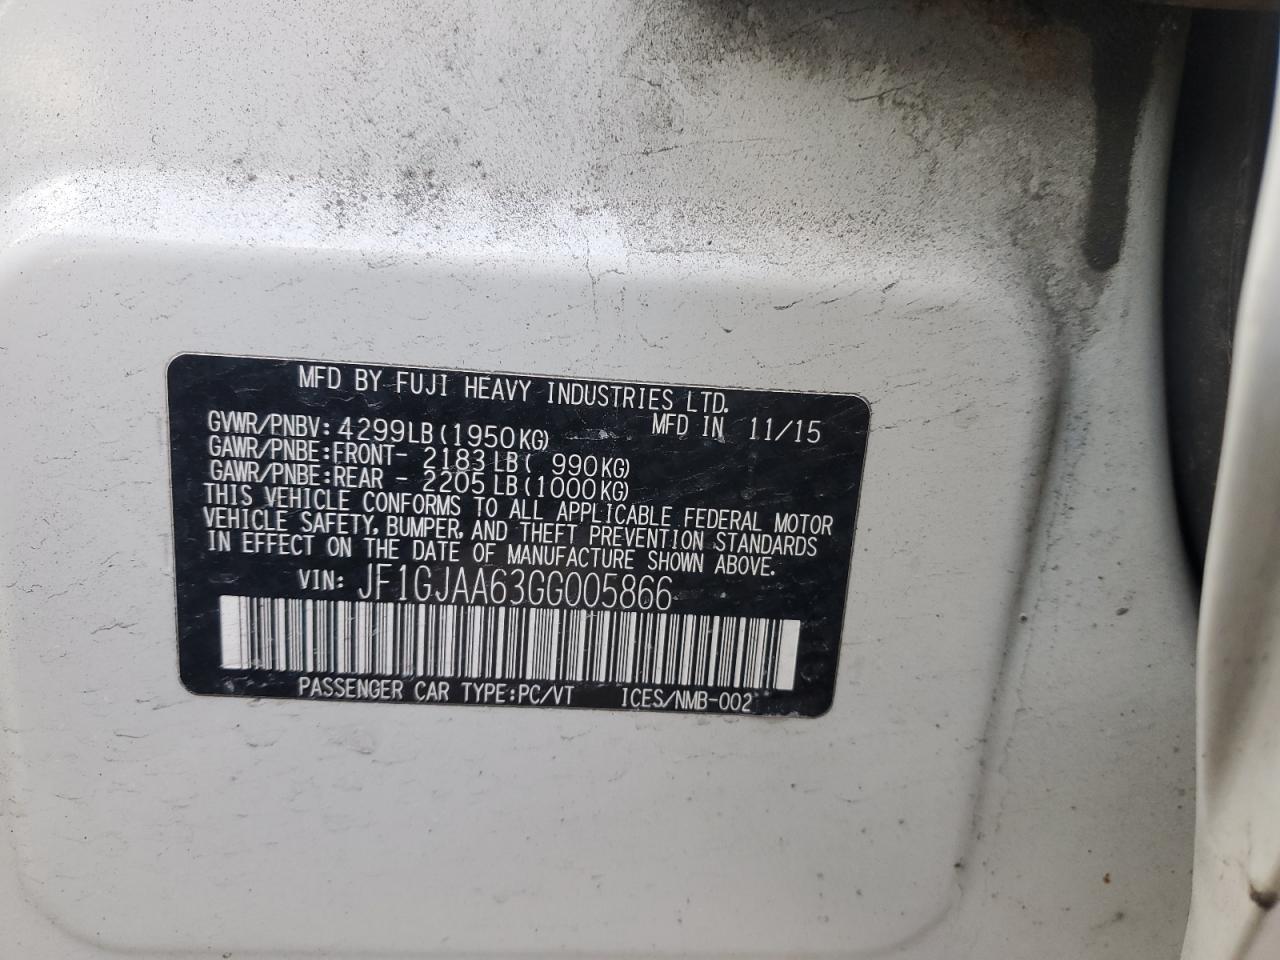 MFD BY FUJI HEAVY INDUSTRIES LTD.
MFD IN 11/15
GVWR/PNBV: 4299LB(1950KG)
GAWR/PNBE:FRONT- 2183LB( 990KG)
GAWR/PNBE:REAR - 2205LB(1000KG)
THIS VEHICLE CONFORMS TO ALL APPLICABLE FEDERAL MOTOR
VEHICLE SAFETY, BUMPER, AND THEFT PREVENTION STANDARDS
IN EFFECT ON THE DATE OF MANUFACTURE SHOWN ABOVE.
VIN: JF1GJAA63GG005866
PASSENGER CAR TYPE:PC/VT ICES/NMB-002